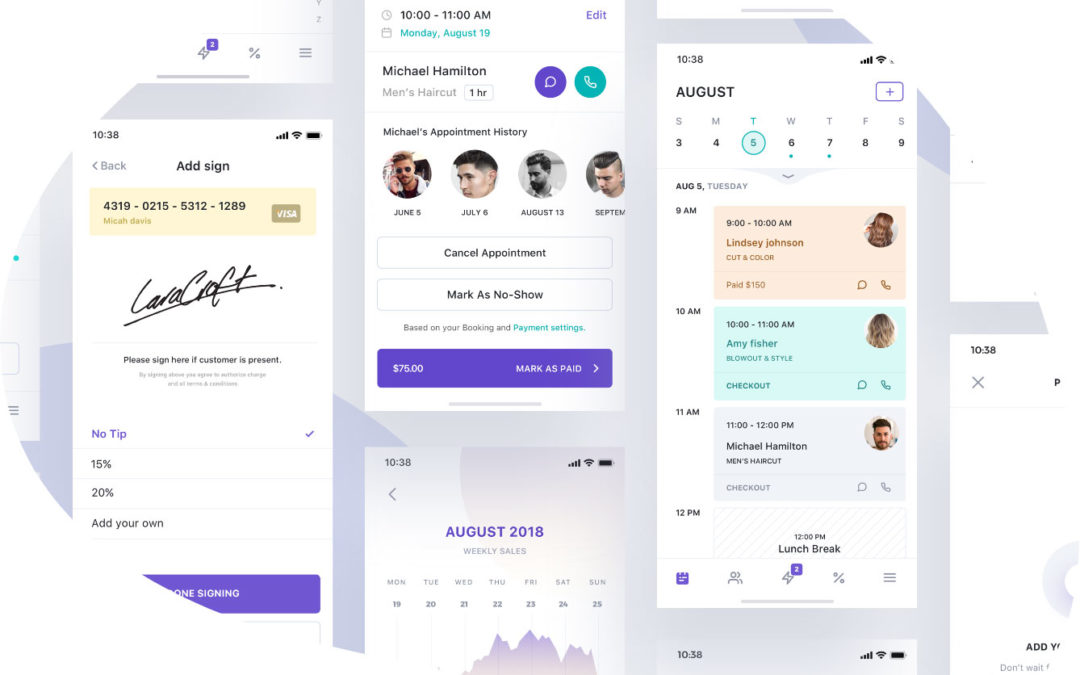 Y
Z
2
%
10:38
Back
Add sign
4319 - 0215 - 5312 - 1289
Micah davis
VISA
LaraCroft
Please sign here if customer is present.
By signing above you agree to authorize charge
and all terms & conditions.
No Tip
15%
20%
Add your own
DONE SIGNING
10:00 - 11:00 AM
Edit
Monday, August 19
Michael Hamilton
Men's Haircut 1 hr
Michael's Appointment History
JUNE 5 JULY 6 AUGUST 13 SEPTEM
Cancel Appointment
Mark As No-Show
Based on your Booking and Payment settings.
$75.00 MARK AS PAID
10:38
AUGUST 2018
WEEKLY SALES
MON TUE WED THU FRI SAT SUN
19 20 21 22 23 24 25
10:38
AUGUST
+
S M T W T F S
3 4 5 6 7 8 9
AUG 5, TUESDAY
9 AM
9:00 - 10:00 AM
Lindsey johnson
CUT & COLOR
Paid $150
10 AM
10:00 - 11:00 AM
Amy fisher
BLOWOUT & STYLE
CHECKOUT
11 AM
11:00 - 12:00 PM
Michael Hamilton
MEN'S HAIRCUT
CHECKOUT
12 PM
12:00 PM
Lunch Break
2
%
10:38
10:38
P
ADD Y
Don't wait f